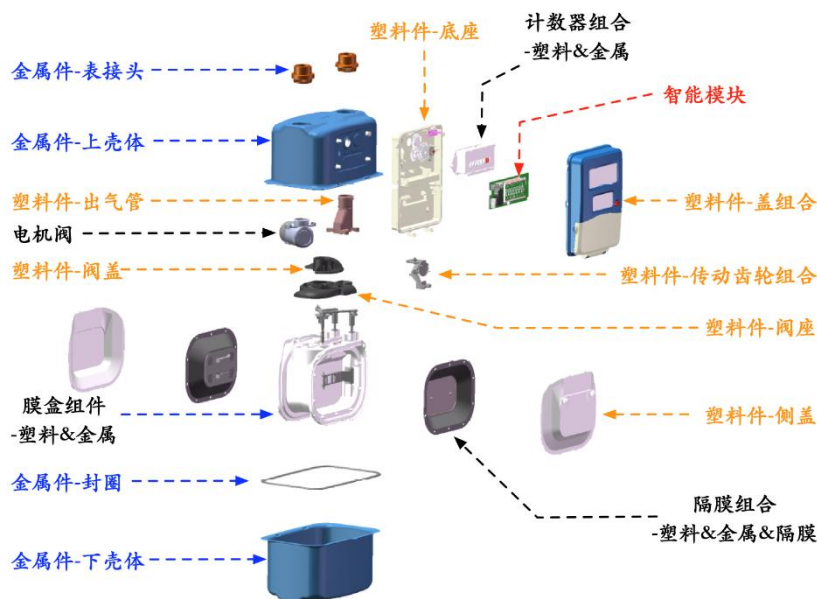 计数器组合
-塑料&金属
塑料件-底座
金属件-表接头
智能模块
金属件-上壳体
塑料件-出气管
塑料件-盖组合
电机阀
塑料件-阀盖
塑料件-传动齿轮组合
塑料件-阀座
膜盒组件
-塑料&金属
塑料件-侧盖
金属件-封圈
隔膜组合
-塑料&金属&隔膜
金属件-下壳体